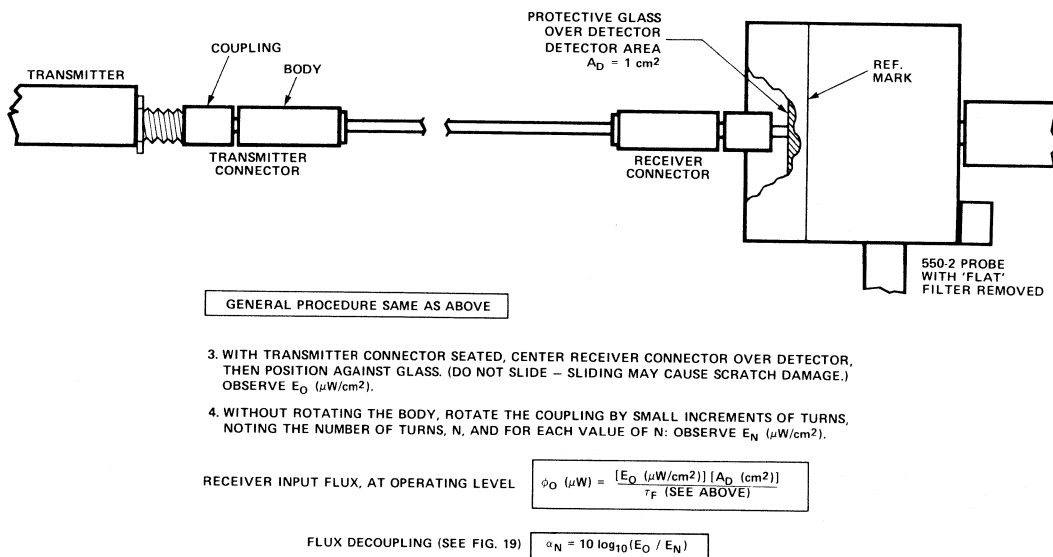 PROTECTIVE GLASS
OVER DETECTOR
DETECTOR AREA
A_D = 1 cm²
COUPLING
BODY
TRANSMITTER
REF.
MARK
TRANSMITTER
CONNECTOR
RECEIVER
CONNECTOR
550-2 PROBE
WITH 'FLAT'
FILTER REMOVED
GENERAL PROCEDURE SAME AS ABOVE
3. WITH TRANSMITTER CONNECTOR SEATED, CENTER RECEIVER CONNECTOR OVER DETECTOR,
THEN POSITION AGAINST GLASS. (DO NOT SLIDE – SLIDING MAY CAUSE SCRATCH DAMAGE.)
OBSERVE E_O (μW/cm²).
4. WITHOUT ROTATING THE BODY, ROTATE THE COUPLING BY SMALL INCREMENTS OF TURNS,
NOTING THE NUMBER OF TURNS, N, AND FOR EACH VALUE OF N: OBSERVE E_N (μW/cm²).
RECEIVER INPUT FLUX, AT OPERATING LEVEL ϕ_O (μW) = [E_O (μW/cm²)] [A_D (cm²)] / τ_F (SEE ABOVE)
FLUX DECOUPLING (SEE FIG. 19) α_N = 10 log₁₀(E_O / E_N)